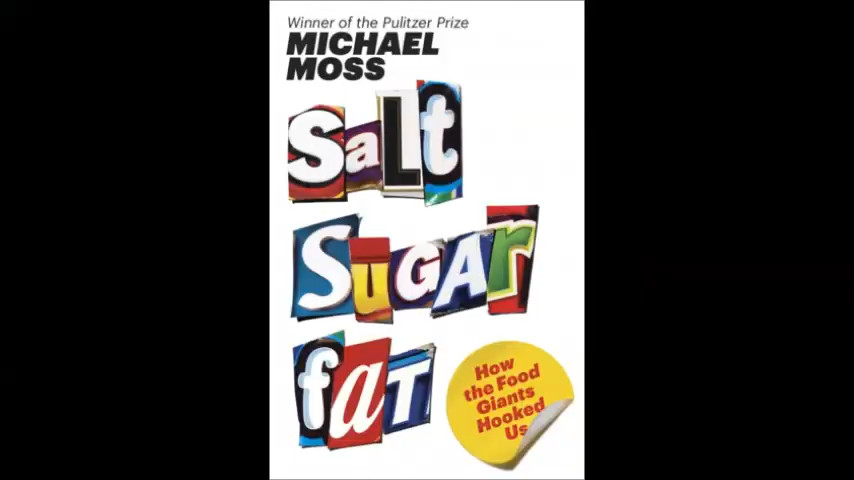 Winner of the Pulitzer Prize
MICHAEL
MOSS
Salt
SUGAr
fAT
How
the Food
Giants
Hooked
Us